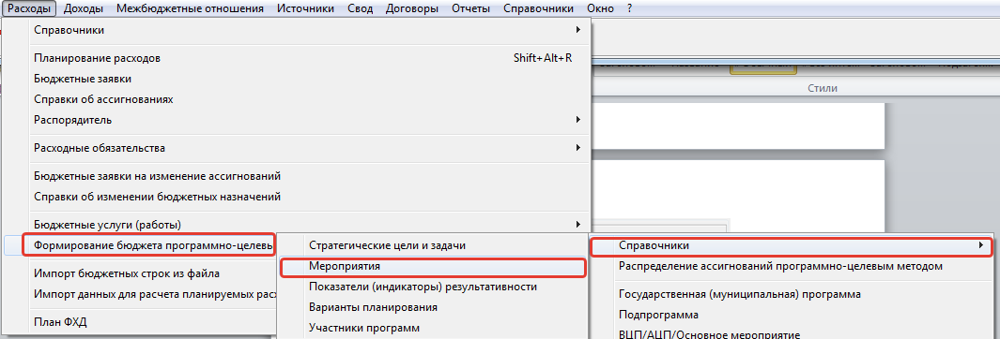 Расходы Доходы Межбюджетные отношения Источники Свод Договоры Отчеты Справочники Окно ?
Справочники
Планирование расходов Shift+Alt+R
Бюджетные заявки
Справки об ассигнованиях
Распорядитель
Стили
Расходные обязательства
Бюджетные заявки на изменение ассигнований
Справки об изменении бюджетных назначений
Бюджетные услуги (работы)
Формирование бюджета программно-целевы
Стратегические цели и задачи
Справочники
Мероприятия
Распределение ассигнований программно-целевым методом
Импорт бюджетных строк из файла
Показатели (индикаторы) результативности
Государственная (муниципальная) программа
Импорт данных для расчета планируемых рас
Варианты планирования
Подпрограмма
План ФХД
Участники программ
ВЦП/АЦП/Основное мероприятие